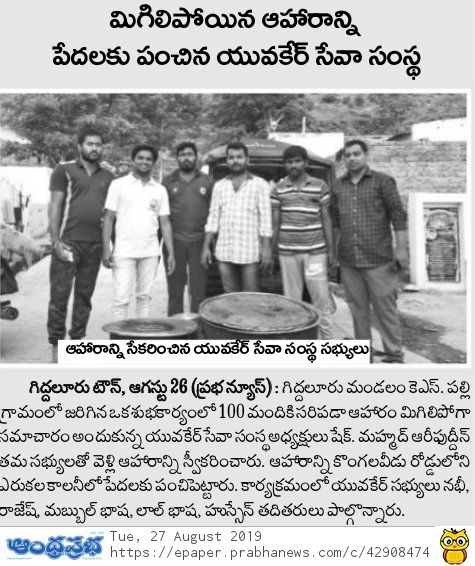 మిగిలిపోయిన ఆహారాన్ని
పేదలకు పంచిన యువకేర్ సేవా సంస్థ
ఆహారాన్ని సేకరించిన యువకేర్ సేవా సంస్థ సభ్యులు
గిద్దలూరు టౌన్, ఆగస్టు 26 (ప్రభ న్యూస్) : గిద్దలూరు మండలం కెఎస్. పల్లి
గ్రామంలో జరిగిన ఒక శుభకార్యంలో 100 మందికి సరిపడా ఆహారం మిగిలిపోగా
సమాచారం అందుకున్న యువకేర్ సేవా సంస్థ అధ్యక్షులు షేక్. మహ్మద్ ఆరీఫుద్దీన్
తమ సభ్యులతో వెళ్లి ఆహారాన్ని స్వీకరించారు. ఆహారాన్ని కొంగలవీడు రోడ్డులోని
ఎరుకల కాలనీలో పేదలకు పంచిపెట్టారు. కార్యక్రమంలో యువకేర్ సభ్యులు నభీ,
రాజేష్, మబ్బుల్ భాష, లాల్ భాష, హుస్సేన్ తదితరులు పాల్గొన్నారు.
ఆంధ్రప్రభ
Tue, 27 August 2019
https://epaper.prabhanews.com/c/42908474